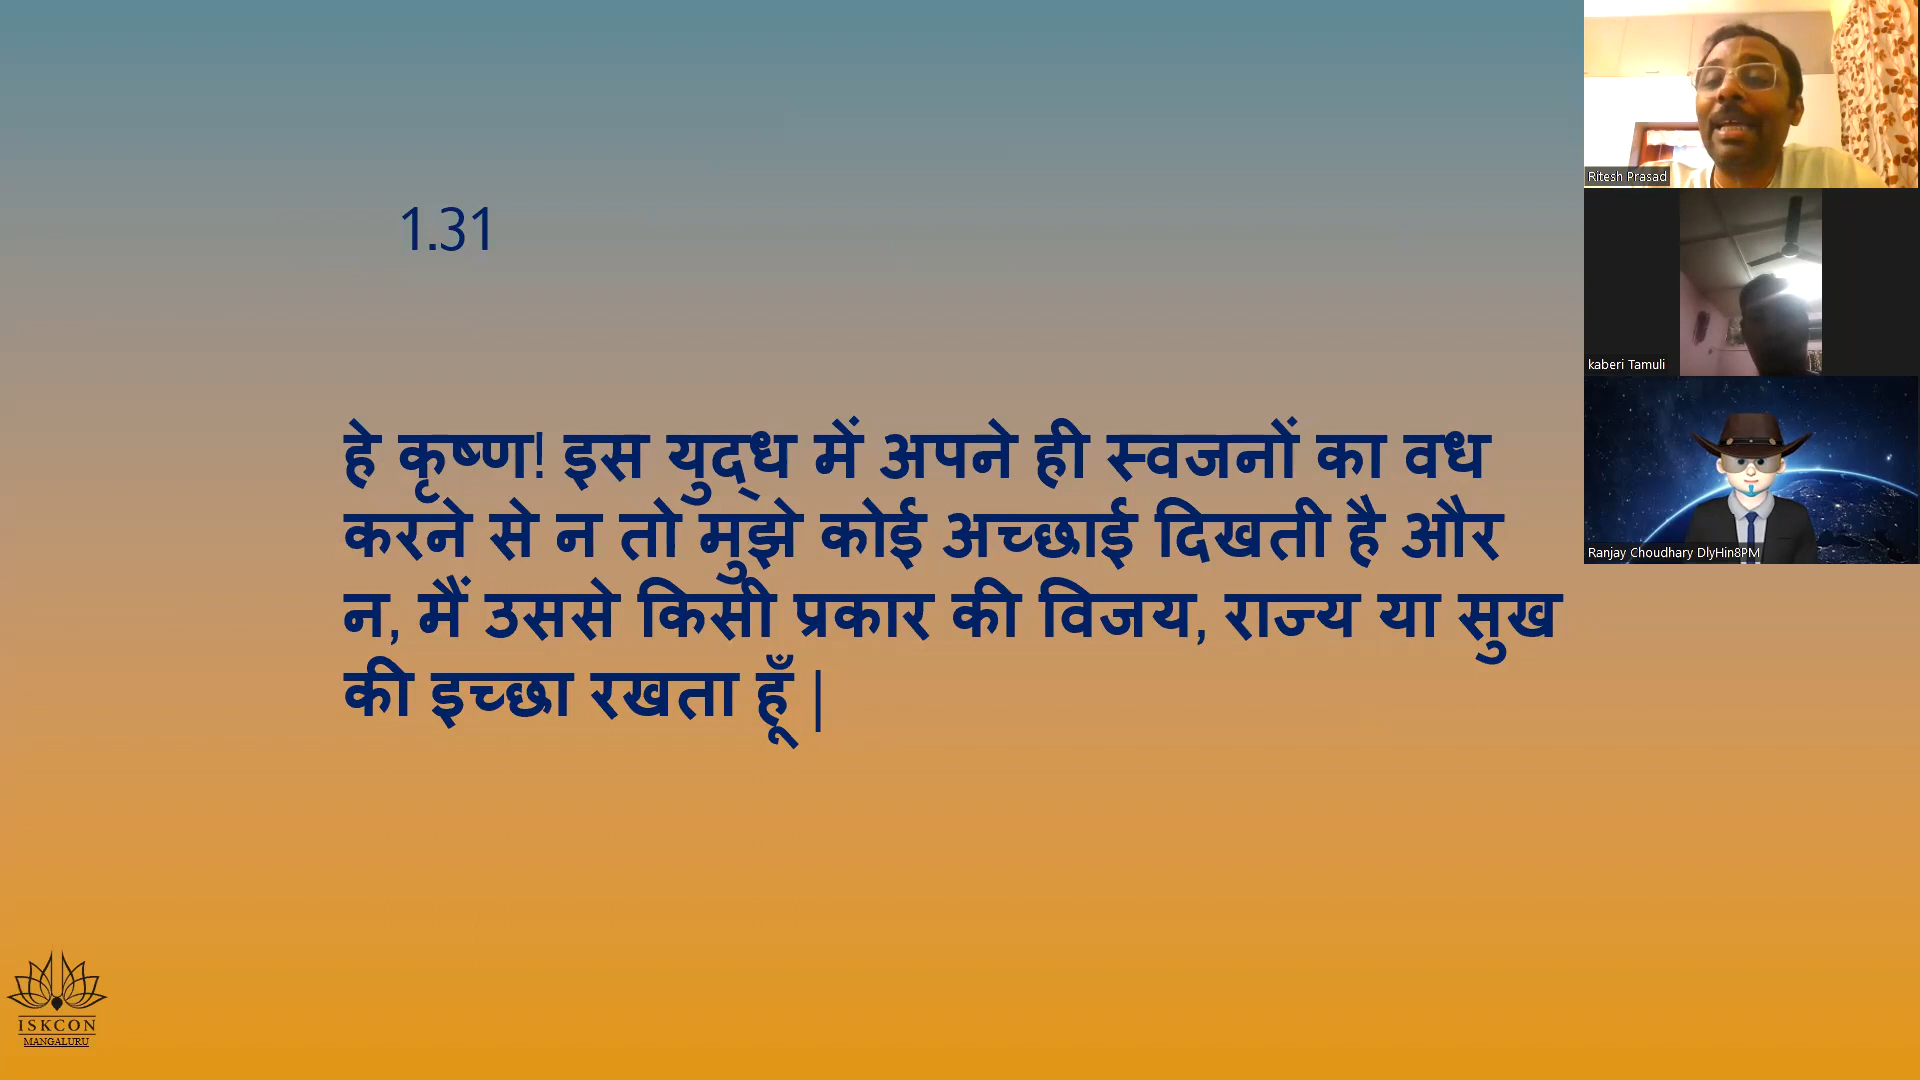 1.31
हे कृष्ण! इस युद्ध में अपने ही स्वजनों का वध
करने से न तो मुझे कोई अच्छाई दिखती है और
न, मैं उससे किसी प्रकार की विजय, राज्य या सुख
की इच्छा रखता हूँ |
ISKCON
MANGALURU
Ritesh Prasad
kaberi Tamuli
Ranjay Choudhary DlyHin8PM